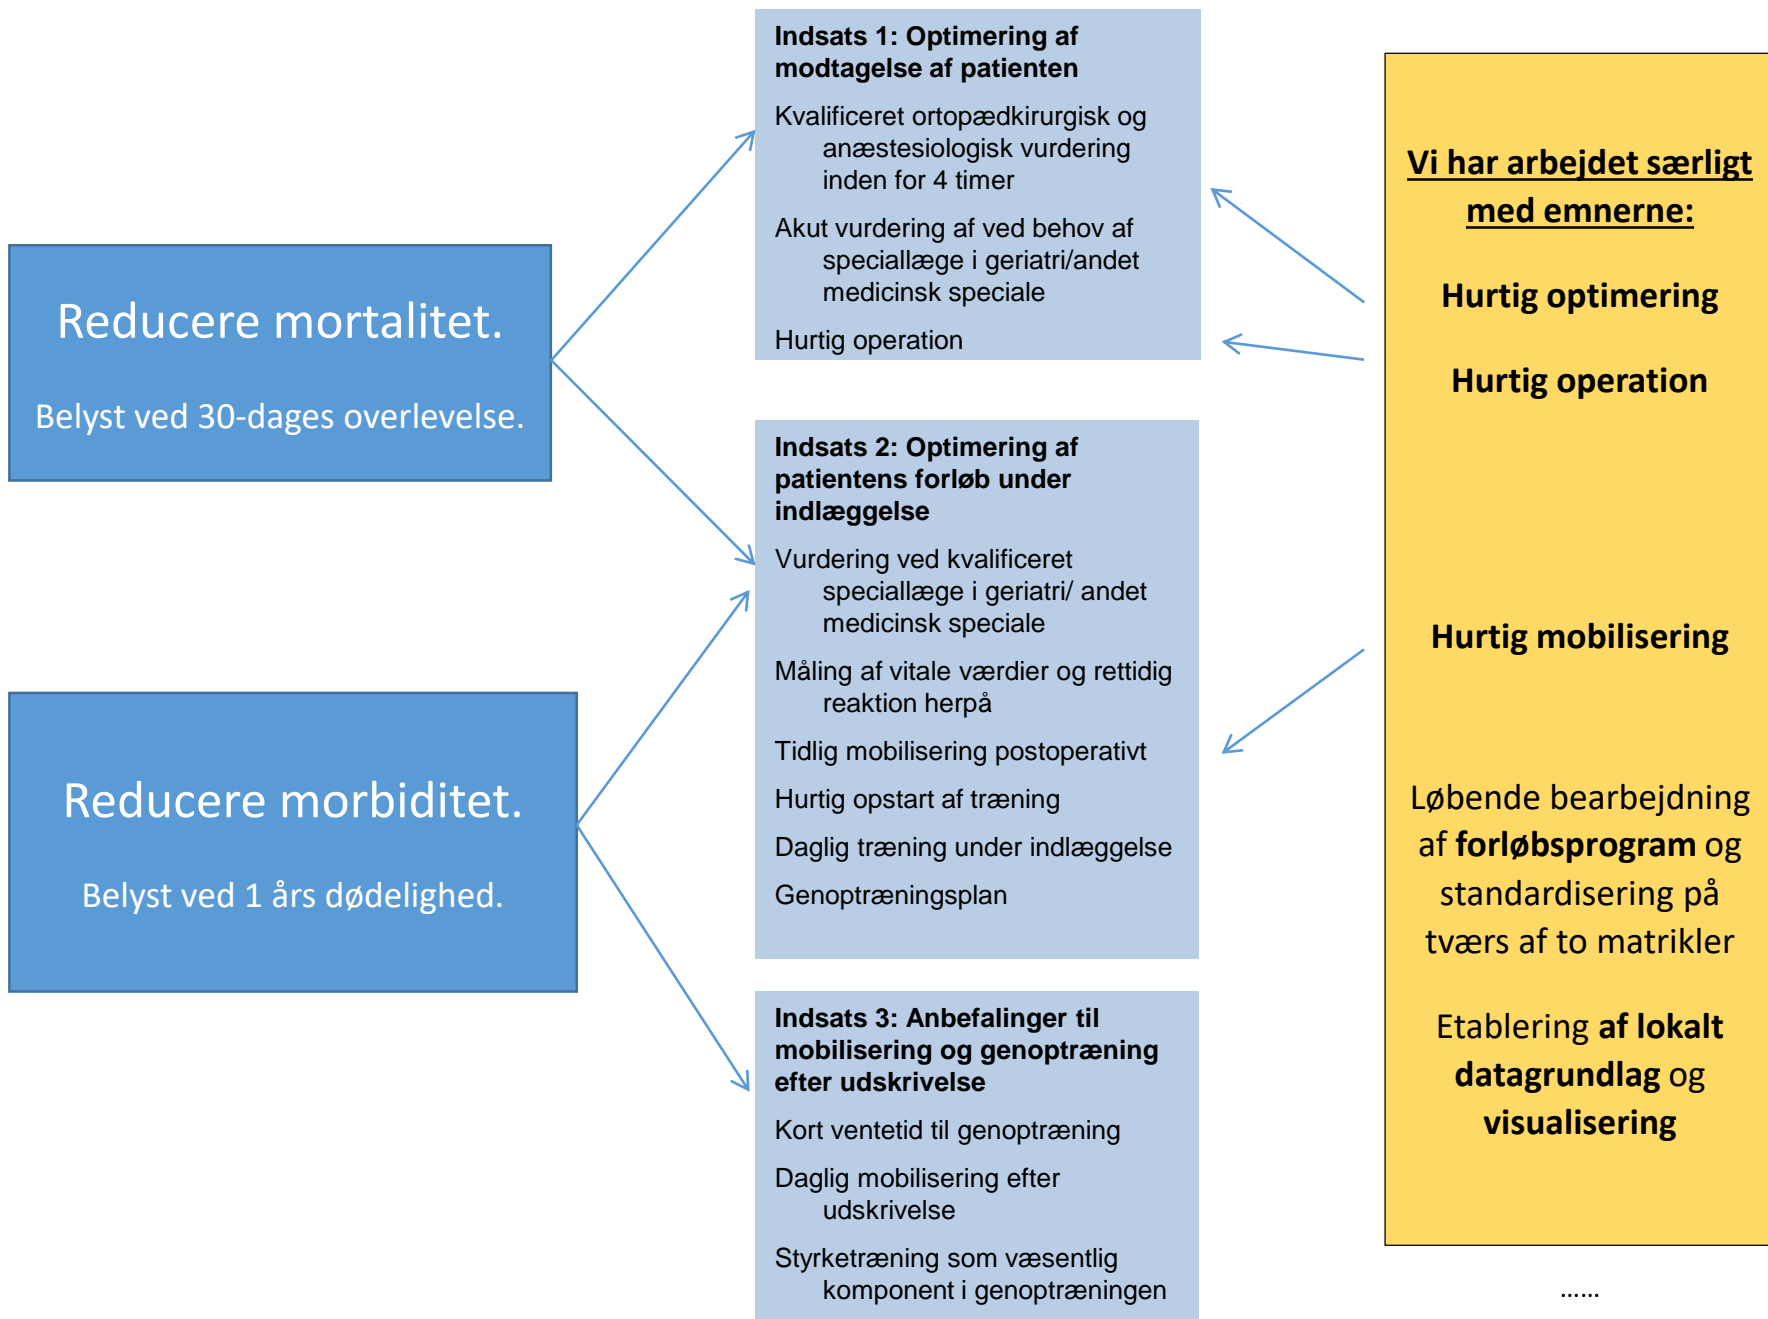 Reducere mortalitet.
Belyst ved 30-dages overlevelse.
Reducere morbiditet.
Belyst ved 1 års dødelighed.
Indsats 1: Optimering af
modtagelse af patienten
Kvalificeret ortopædkirurgisk og
anæstesiologisk vurdering
inden for 4 timer
Akut vurdering af ved behov af
speciallæge i geriatri/andet
medicinsk speciale
Hurtig operation
Indsats 2: Optimering af
patientens forløb under
indlæggelse
Vurdering ved kvalificeret
speciallæge i geriatri/ andet
medicinsk speciale
Måling af vitale værdier og rettidig
reaktion herpå
Tidlig mobilisering postoperativt
Hurtig opstart af træning
Daglig træning under indlæggelse
Genoptræningsplan
Indsats 3: Anbefalinger til
mobilisering og genoptræning
efter udskrivelse
Kort ventetid til genoptræning
Daglig mobilisering efter
udskrivelse
Styrketræning som væsentlig
komponent i genoptræningen
Vi har arbejdet særligt
med emnerne:
Hurtig optimering
Hurtig operation
Hurtig mobilisering
Løbende bearbejdning
af forløbsprogram og
standardisering på
tværs af to matrikler
Etablering af lokalt
datagrundlag og
visualisering
......